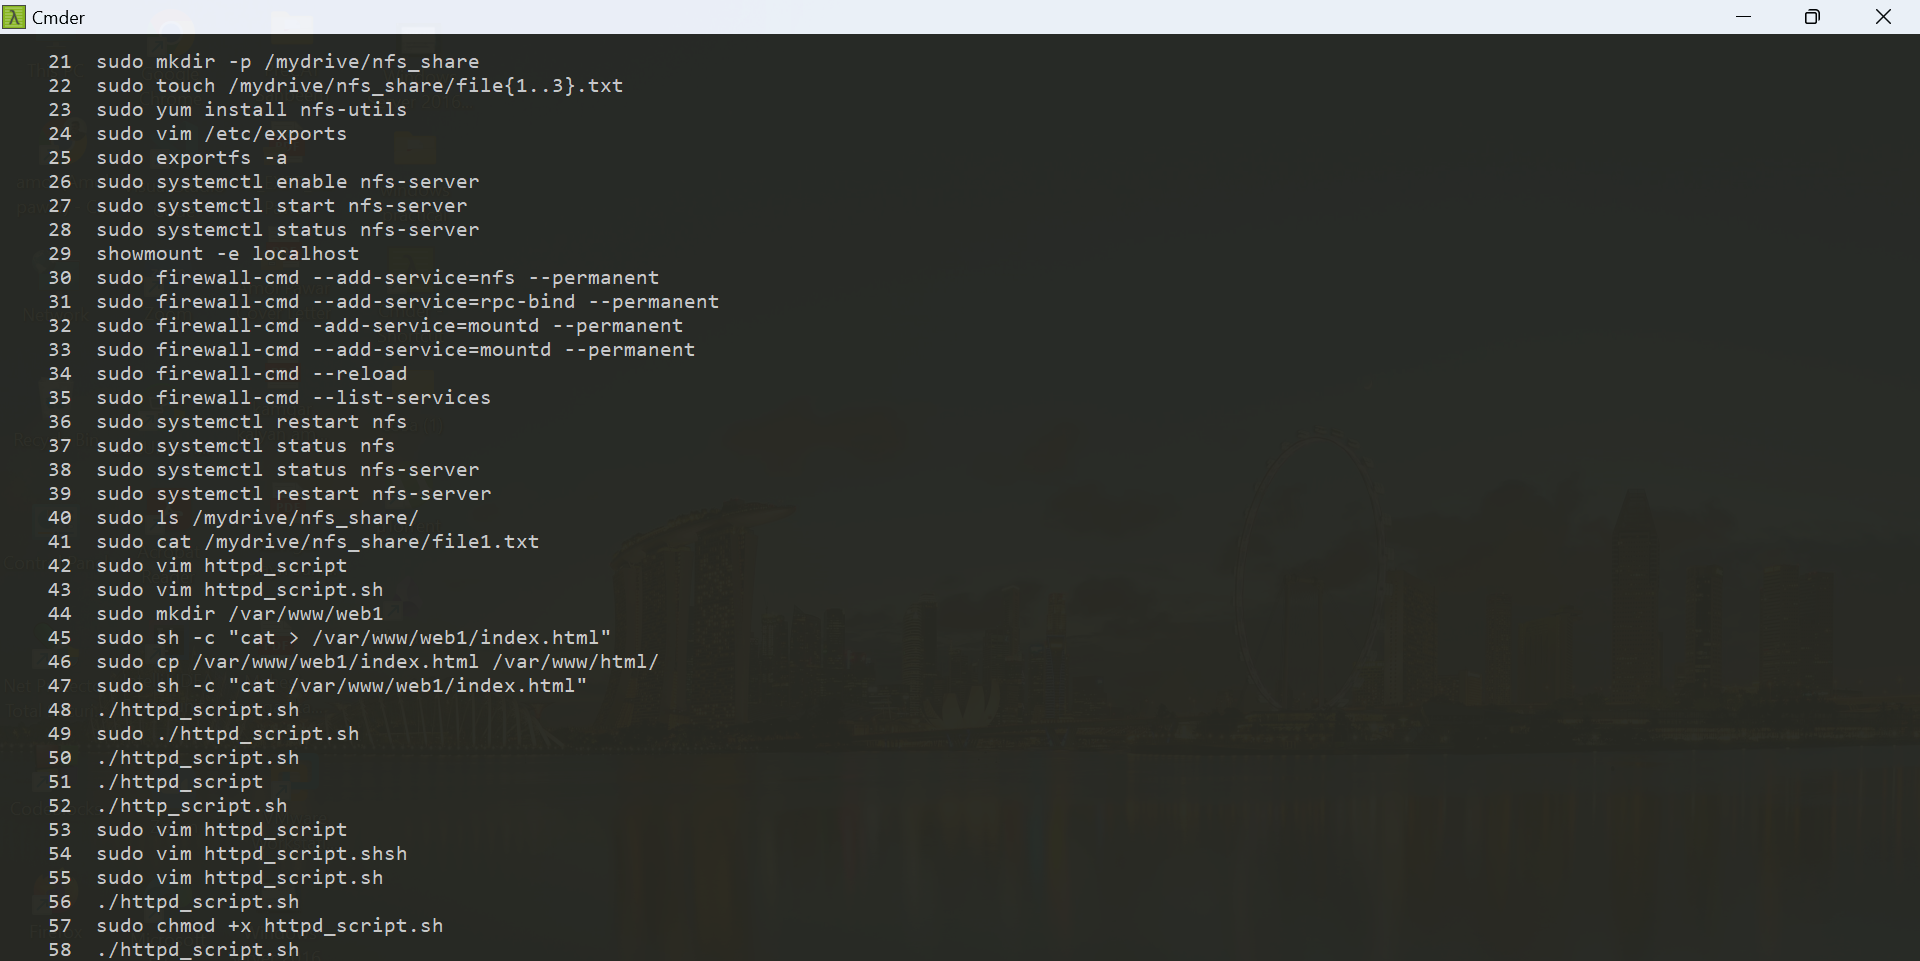 Cmder
21 sudo mkdir -p /mydrive/nfs_share
22 sudo touch /mydrive/nfs_share/file{1..3}.txt
23 sudo yum install nfs-utils
24 sudo vim /etc/exports
25 sudo exportfs -a
26 sudo systemctl enable nfs-server
27 sudo systemctl start nfs-server
28 sudo systemctl status nfs-server
29 showmount -e localhost
30 sudo firewall-cmd --add-service=nfs --permanent
31 sudo firewall-cmd --add-service=rpc-bind --permanent
32 sudo firewall-cmd -add-service=mountd --permanent
33 sudo firewall-cmd --add-service=mountd --permanent
34 sudo firewall-cmd --reload
35 sudo firewall-cmd --list-services
36 sudo systemctl restart nfs
37 sudo systemctl status nfs
38 sudo systemctl status nfs-server
39 sudo systemctl restart nfs-server
40 sudo ls /mydrive/nfs_share/
41 sudo cat /mydrive/nfs_share/file1.txt
42 sudo vim httpd_script
43 sudo vim httpd_script.sh
44 sudo mkdir /var/www/web1
45 sudo sh -c "cat > /var/www/web1/index.html"
46 sudo cp /var/www/web1/index.html /var/www/html/
47 sudo sh -c "cat /var/www/web1/index.html"
48 ./httpd_script.sh
49 sudo ./httpd_script.sh
50 ./httpd_script.sh
51 ./httpd_script
52 ./http_script.sh
53 sudo vim httpd_script
54 sudo vim httpd_script.shsh
55 sudo vim httpd_script.sh
56 ./httpd_script.sh
57 sudo chmod +x httpd_script.sh
58 ./httpd_script.sh